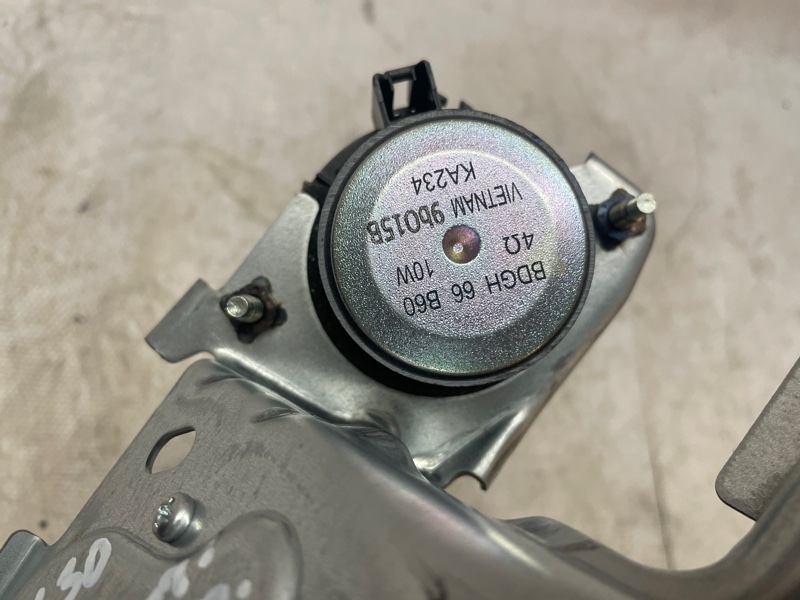 BDGH 66 B60
4Ω 10W
VIETNAM 9b015B
KA234